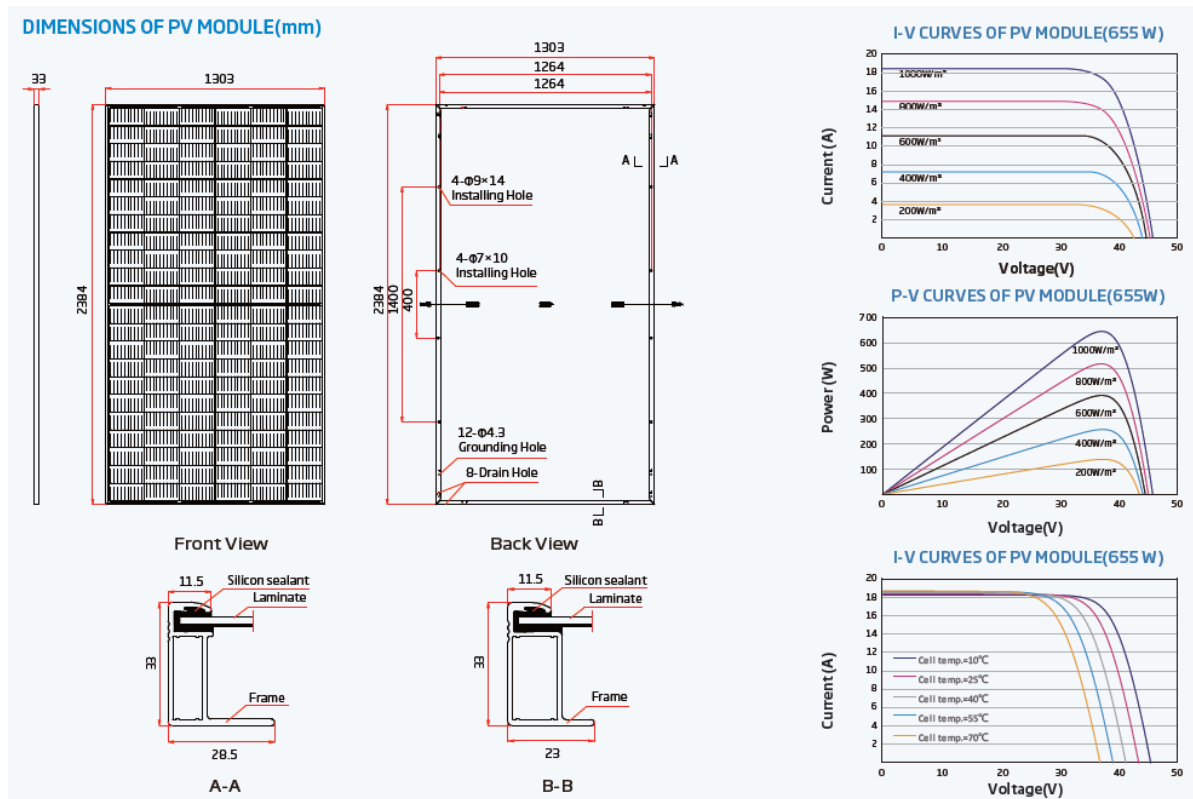 DIMENSIONS OF PV MODULE(mm)
33
1303
2384
Front View
1303
1264
1264
A A
4-Φ9×14
Installing Hole
4-Φ7×10
Installing Hole
2384
1400
400
12-Φ4.3
Grounding Hole
8-Drain Hole
B
B
Back View
11.5
Silicon sealant
Laminate
33
Frame
28.5
A-A
11.5
Silicon sealant
Laminate
33
Frame
23
B-B
I-V CURVES OF PV MODULE(655 W)
Current(A)
20
18
16
14
12
10
8
6
4
2
1000W/m²
800W/m²
600W/m²
400W/m²
200W/m²
0 10 20 30 40 50
Voltage(V)
P-V CURVES OF PV MODULE(655W)
Power(W)
700
600
500
400
300
200
100
1000W/m²
800W/m²
600W/m²
400W/m²
200W/m²
0 10 20 30 40 50
Voltage(V)
I-V CURVES OF PV MODULE(655 W)
Current(A)
20
18
16
14
12
10
8
6
4
2
Cell temp.=10℃
Cell temp.=25℃
Cell temp.=40℃
Cell temp.=55℃
Cell temp.=70℃
0 10 20 30 40 50
Voltage(V)